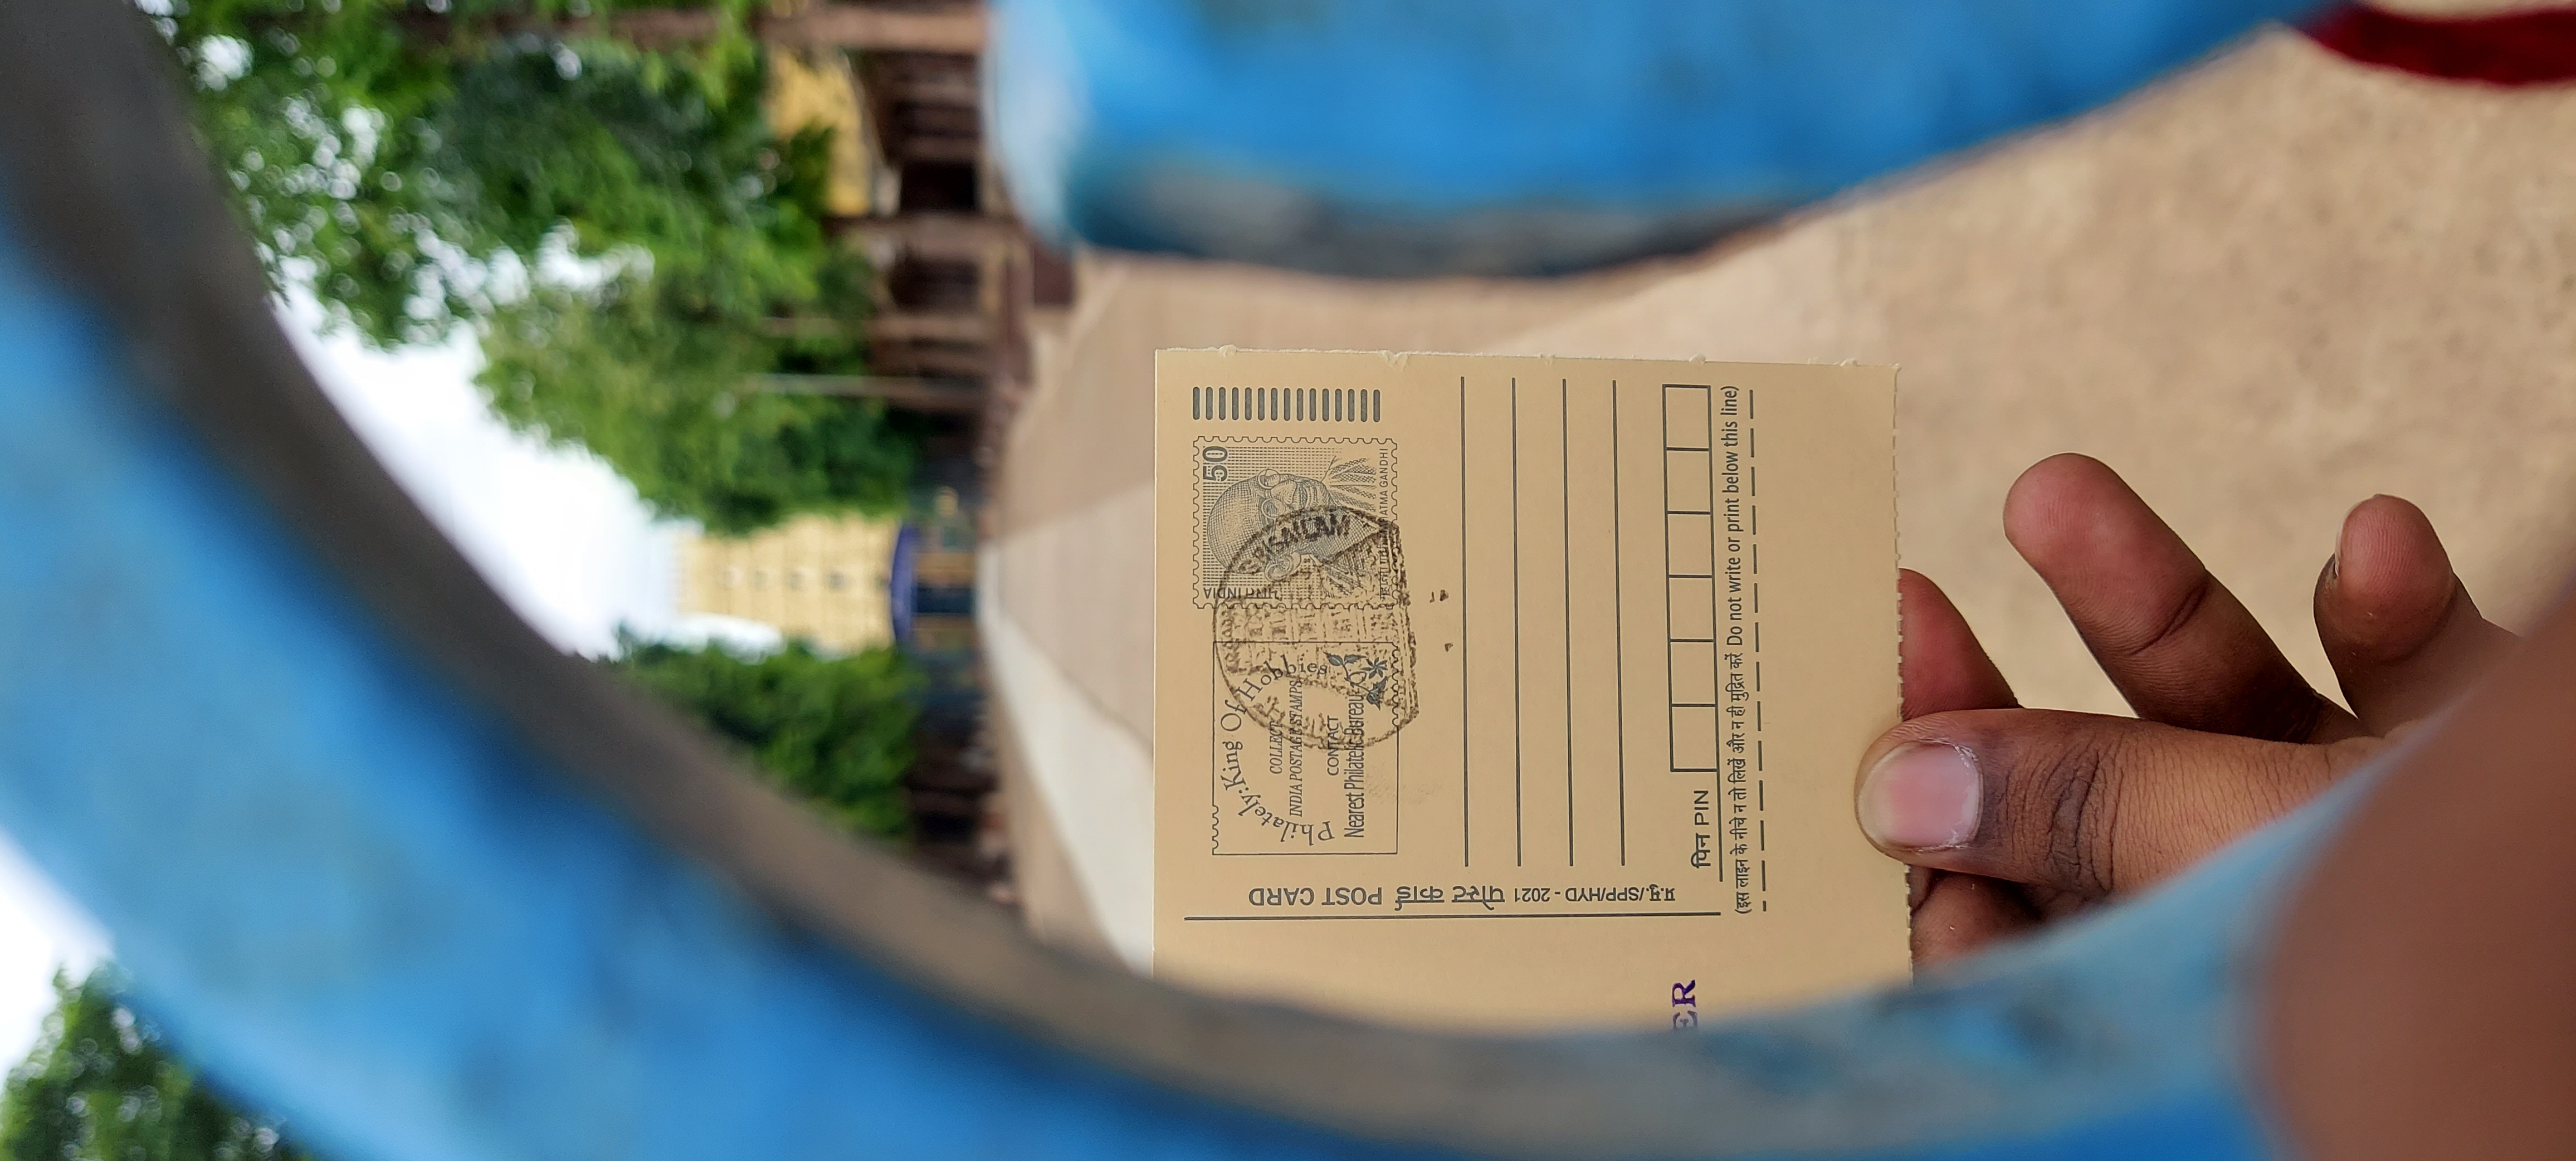 Philately:King Of Hobbies
COLLECT
INDIA POSTAGE STAMPS
CONTACT
Nearest Philatelic Bureau
50
INDIA
MAHATMA GANDHI
SRISAILAM
प्र.मु./SPP/HYD - 2021 पोस्ट कार्ड POST CARD
ER
पिन PIN
(इस लाइन के नीचे न तो लिखें और न ही मुद्रित करें Do not write or print below this line)